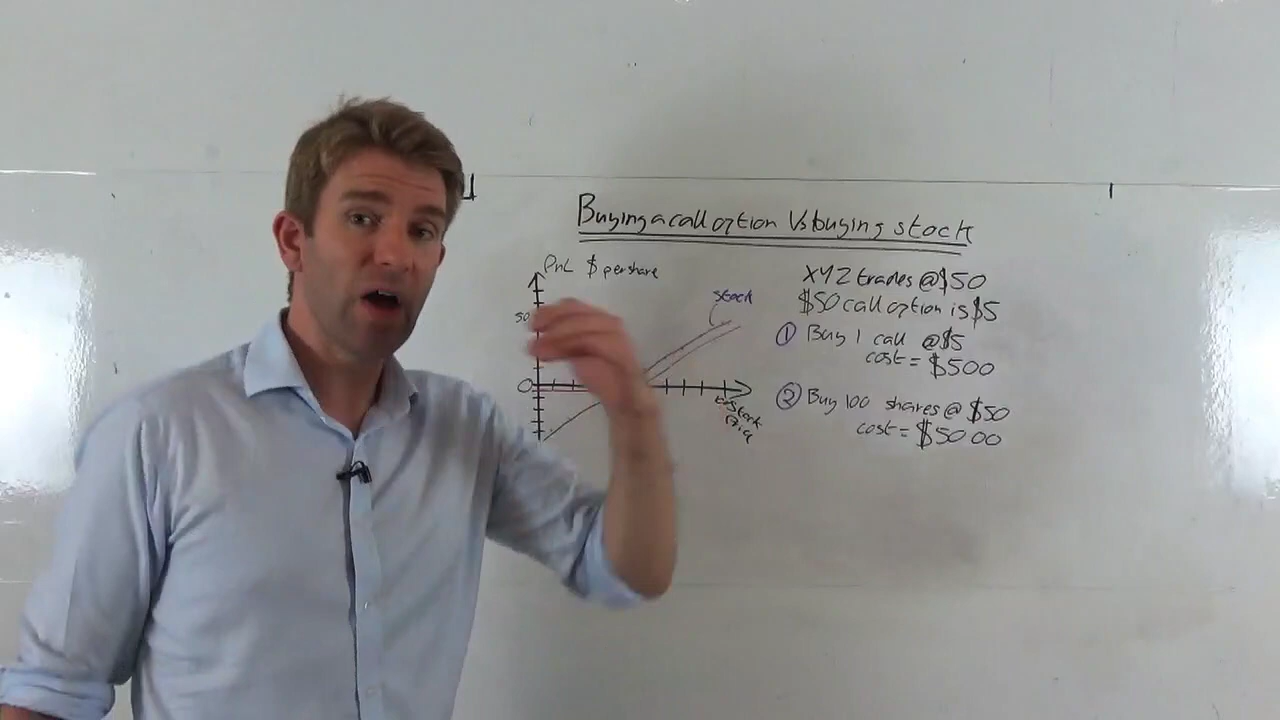 Buying a call option Vs buying stock
PnL $ per share
stock
50
0
XYZ trades @ $50
$50 call option is $5
① Buy 1 call @ $5
cost = $500
② Buy 100 shares @ $50
cost = $5000
Stock